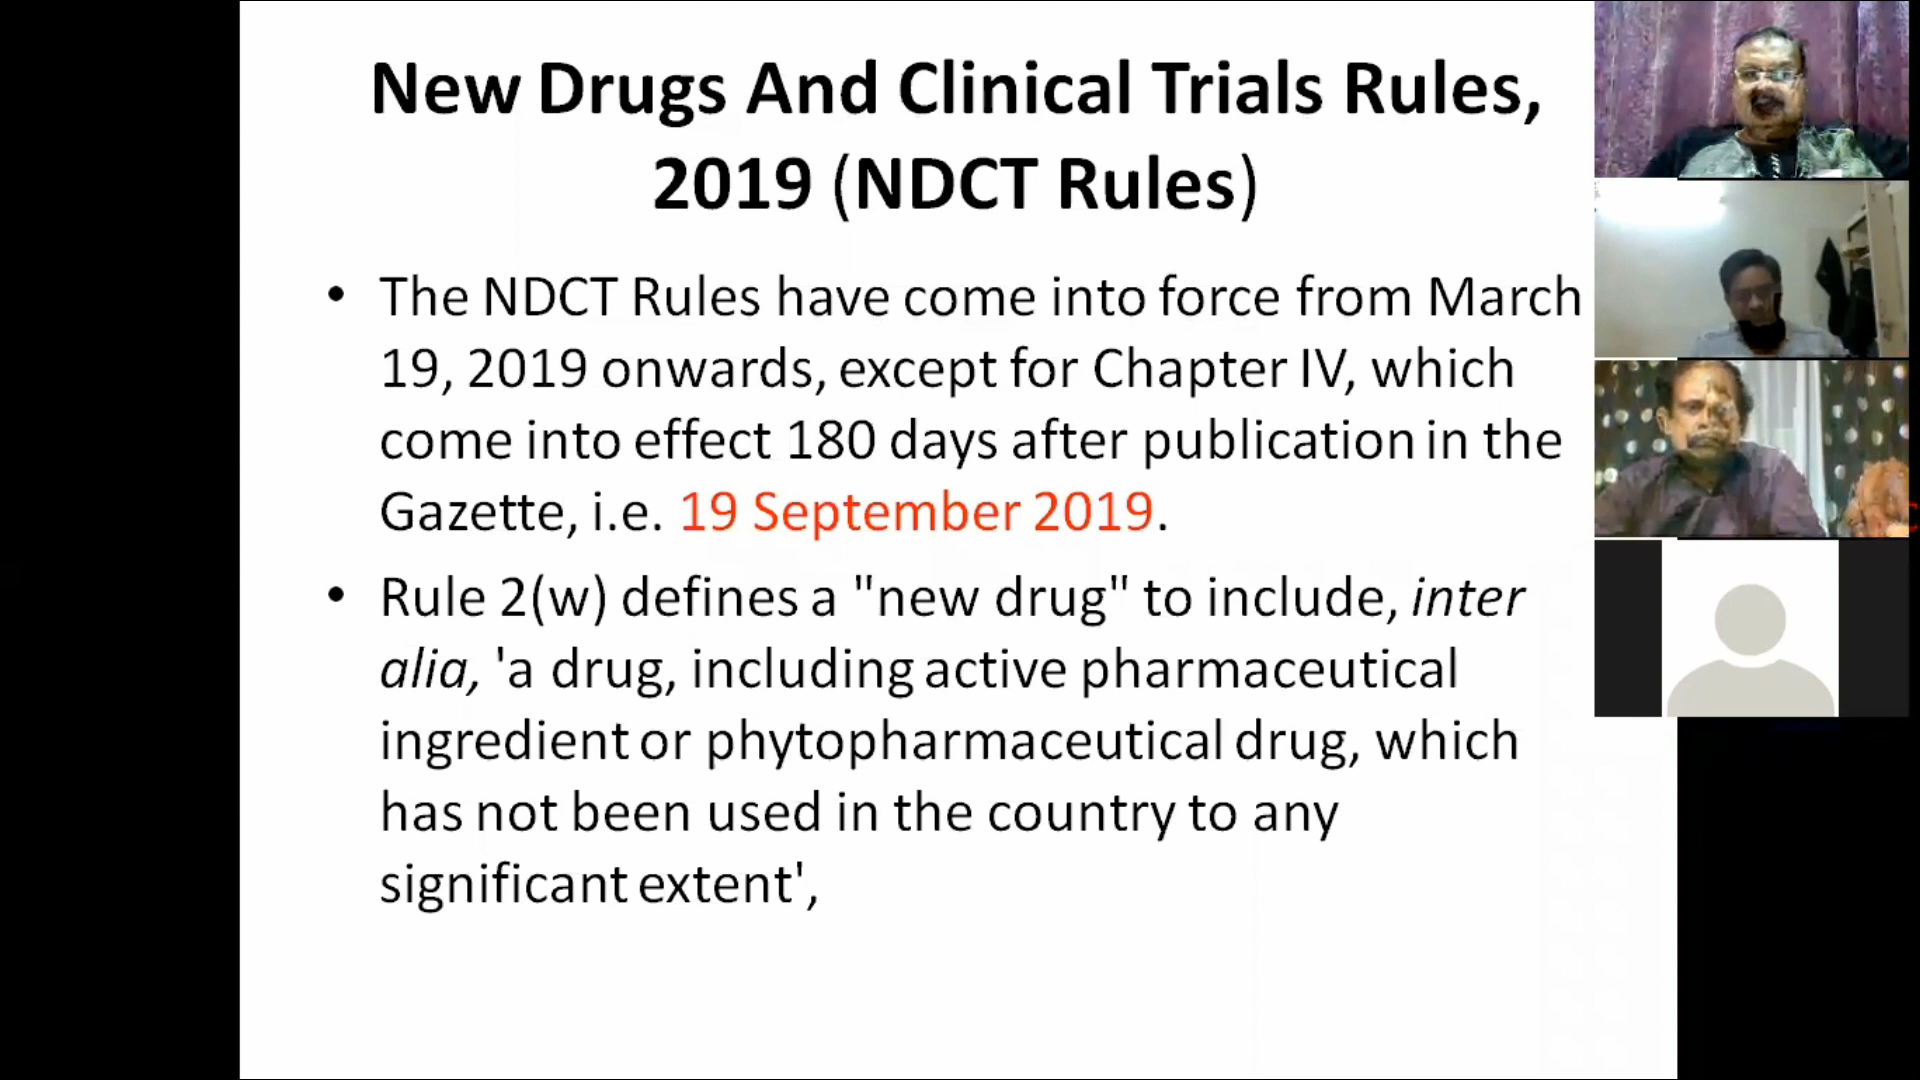 New Drugs And Clinical Trials Rules,
2019 (NDCT Rules)
• The NDCT Rules have come into force from March
19, 2019 onwards, except for Chapter IV, which
come into effect 180 days after publication in the
Gazette, i.e. 19 September 2019.
• Rule 2(w) defines a "new drug" to include, inter
alia, 'a drug, including active pharmaceutical
ingredient or phytopharmaceutical drug, which
has not been used in the country to any
significant extent',